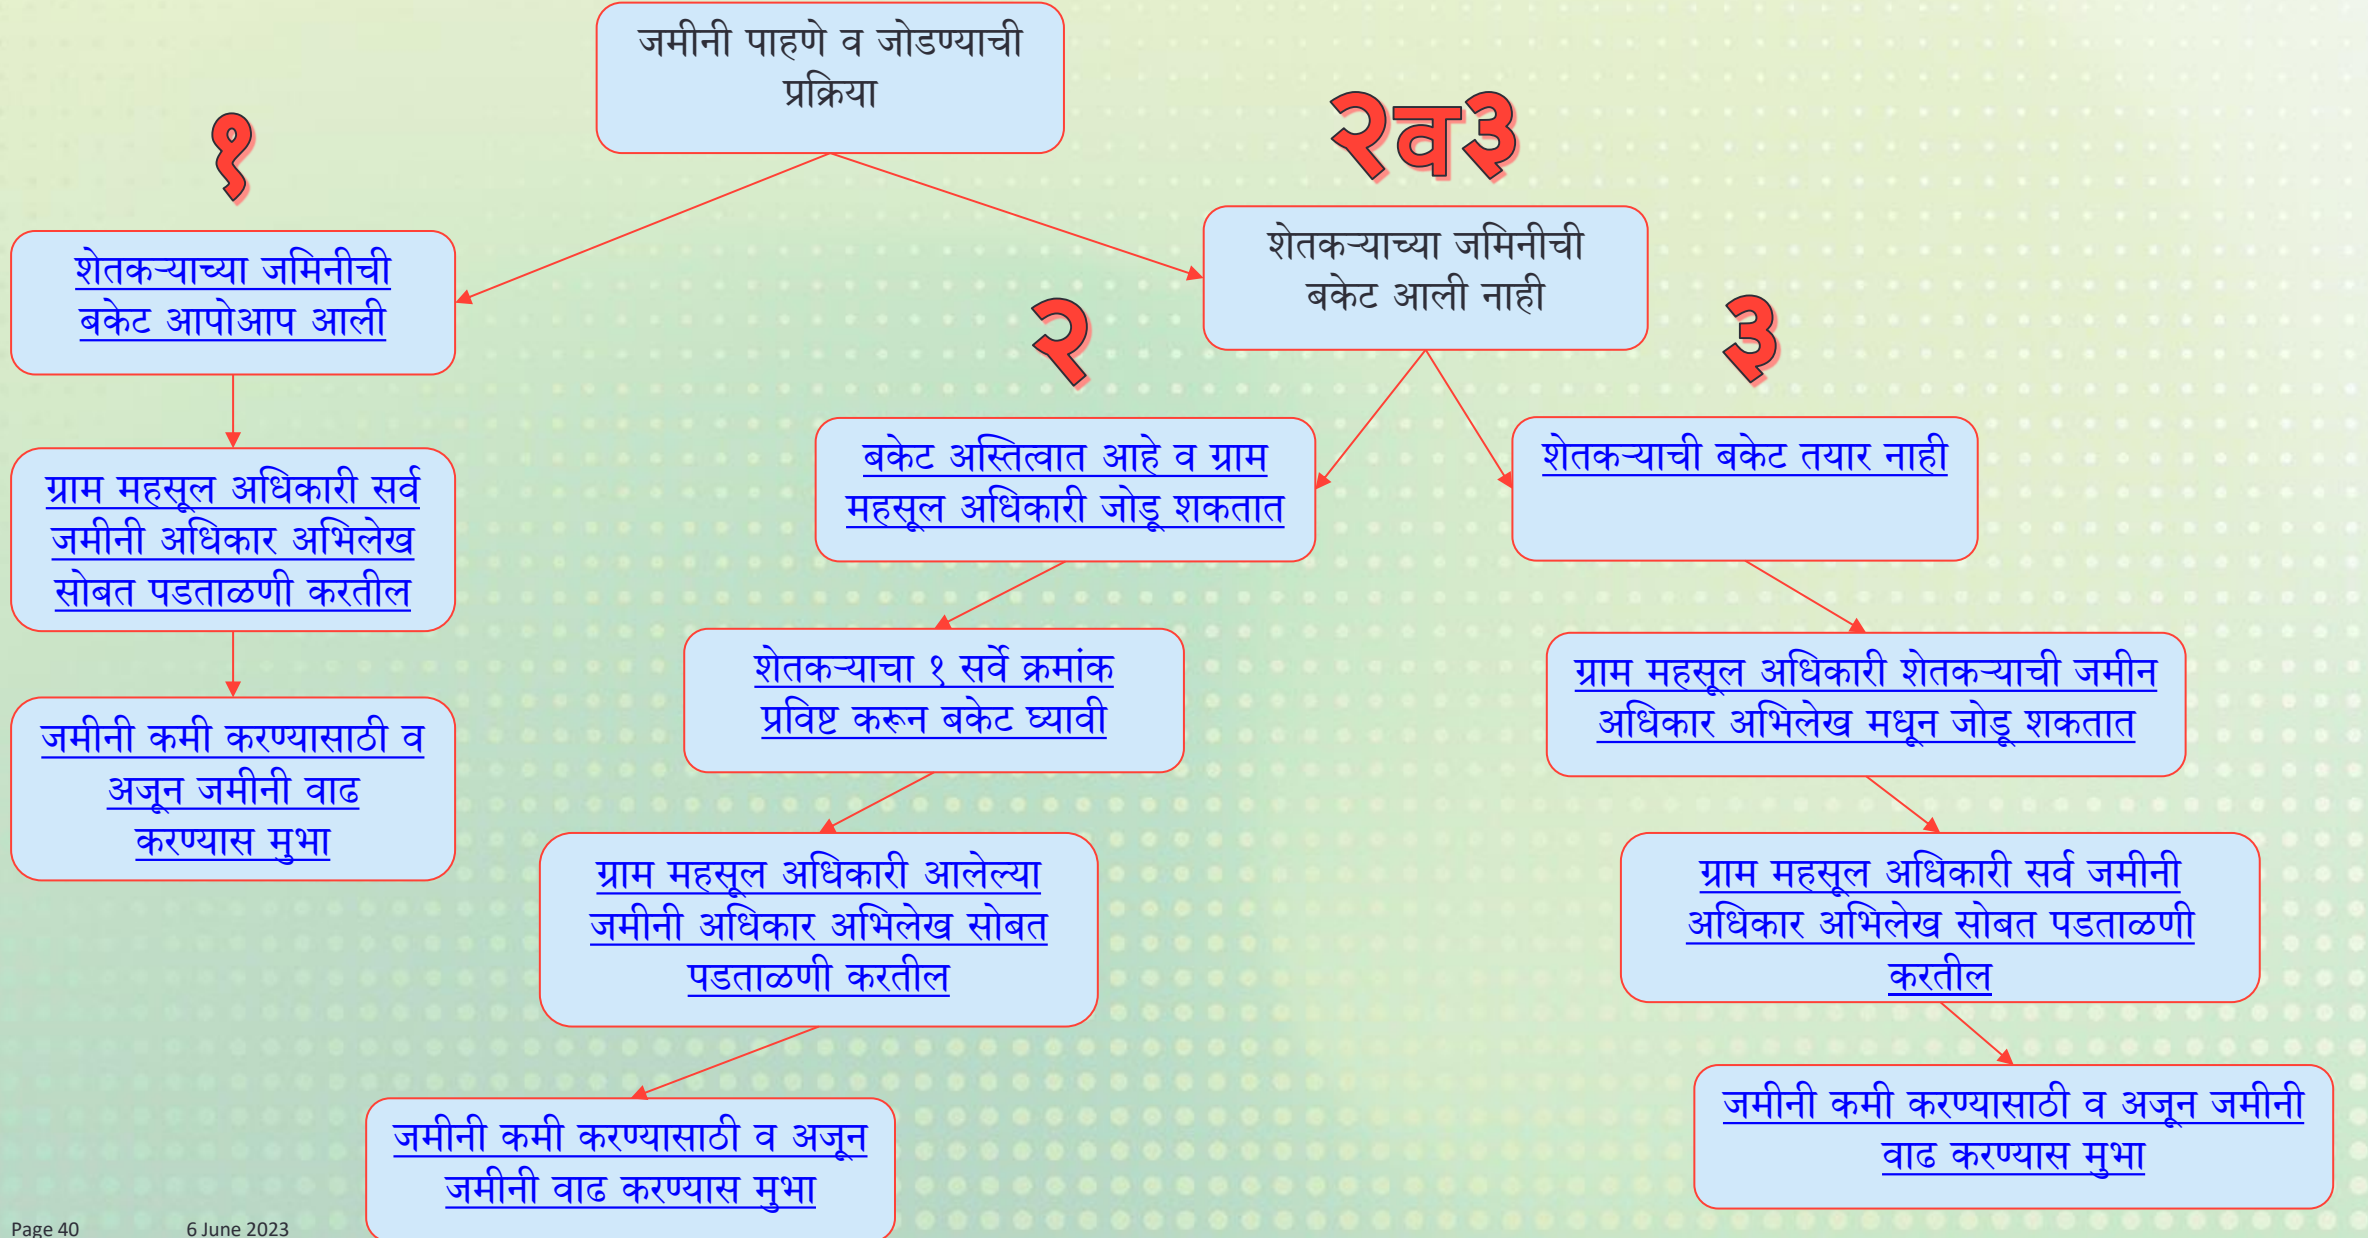 जमीनी पाहणे व जोडण्याची
प्रक्रिया
१
शेतकऱ्याच्या जमिनीची
बकेट आपोआप आली
ग्राम महसूल अधिकारी सर्व
जमीनी अधिकार अभिलेख
सोबत पडताळणी करतील
जमीनी कमी करण्यासाठी व
अजून जमीनी वाढ
करण्यास मुभा
२व३
शेतकऱ्याच्या जमिनीची
बकेट आली नाही
२
बकेट अस्तित्वात आहे व ग्राम
महसूल अधिकारी जोडू शकतात
शेतकऱ्याचा १ सर्वे क्रमांक
प्रविष्ट करून बकेट घ्यावी
ग्राम महसूल अधिकारी आलेल्या
जमीनी अधिकार अभिलेख सोबत
पडताळणी करतील
जमीनी कमी करण्यासाठी व अजून
जमीनी वाढ करण्यास मुभा
३
शेतकऱ्याची बकेट तयार नाही
ग्राम महसूल अधिकारी शेतकऱ्याची जमीन
अधिकार अभिलेख मधून जोडू शकतात
ग्राम महसूल अधिकारी सर्व जमीनी
अधिकार अभिलेख सोबत पडताळणी
करतील
जमीनी कमी करण्यासाठी व अजून जमीनी
वाढ करण्यास मुभा
Page 40
6 June 2023